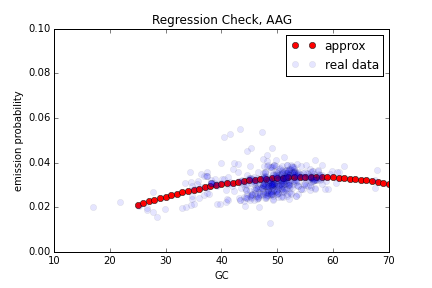 Regression Check, AAG
0.10
0.08
0.06
0.04
0.02
0.00
emission probability
approx
real data
10 20 30 40 50 60 70
GC